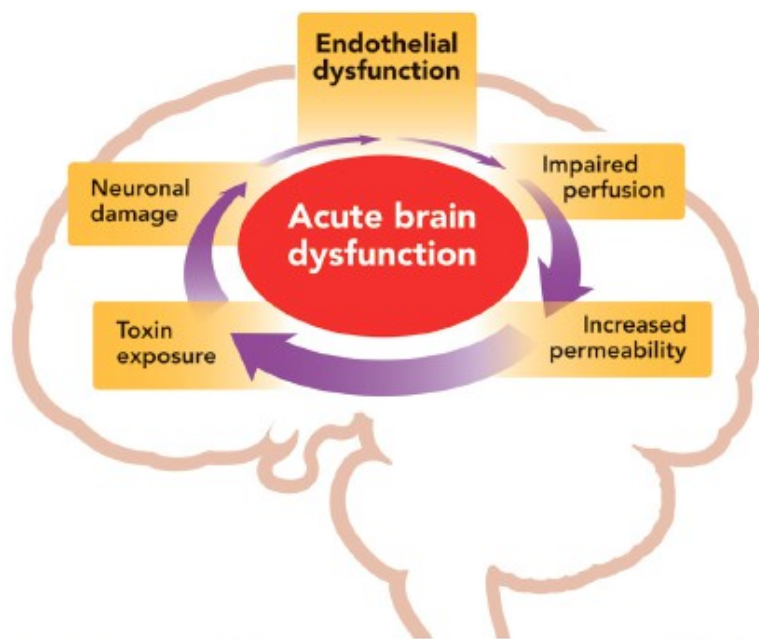 Endothelial
dysfunction
Neuronal
damage
Impaired
perfusion
Acute brain
dysfunction
Toxin
exposure
Increased
permeability